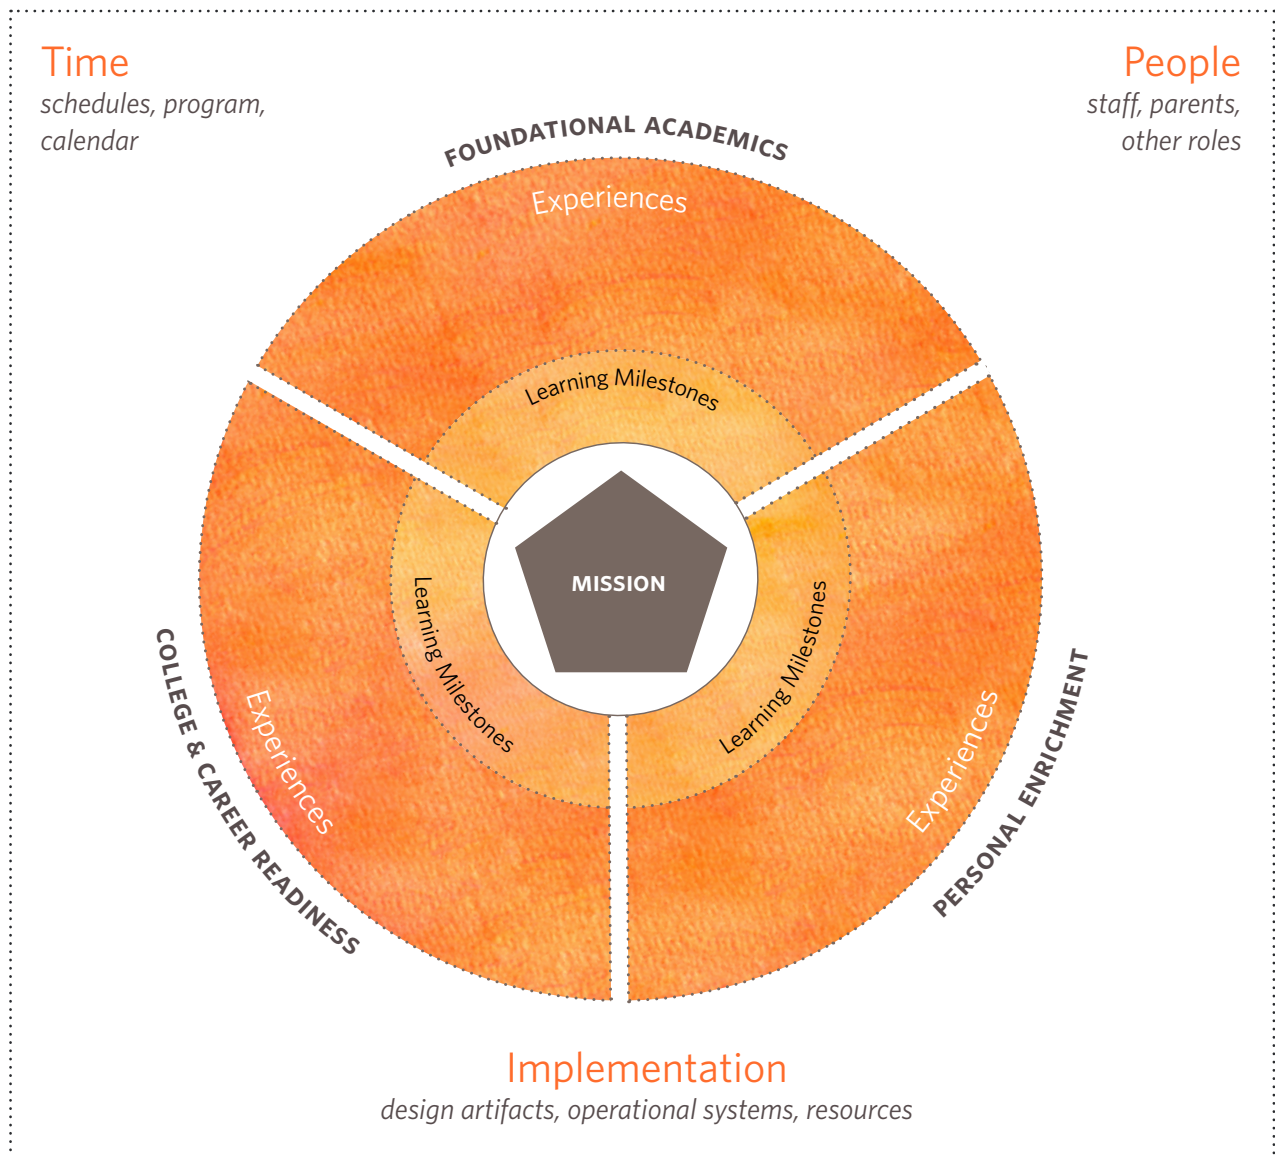 Time
schedules, program,
calendar
People
staff, parents,
other roles
FOUNDATIONAL ACADEMICS
Experiences
Learning Milestones
MISSION
Learning Milestones
Learning Milestones
Experiences
Experiences
COLLEGE & CAREER READINESS
PERSONAL ENRICHMENT
Implementation
design artifacts, operational systems, resources